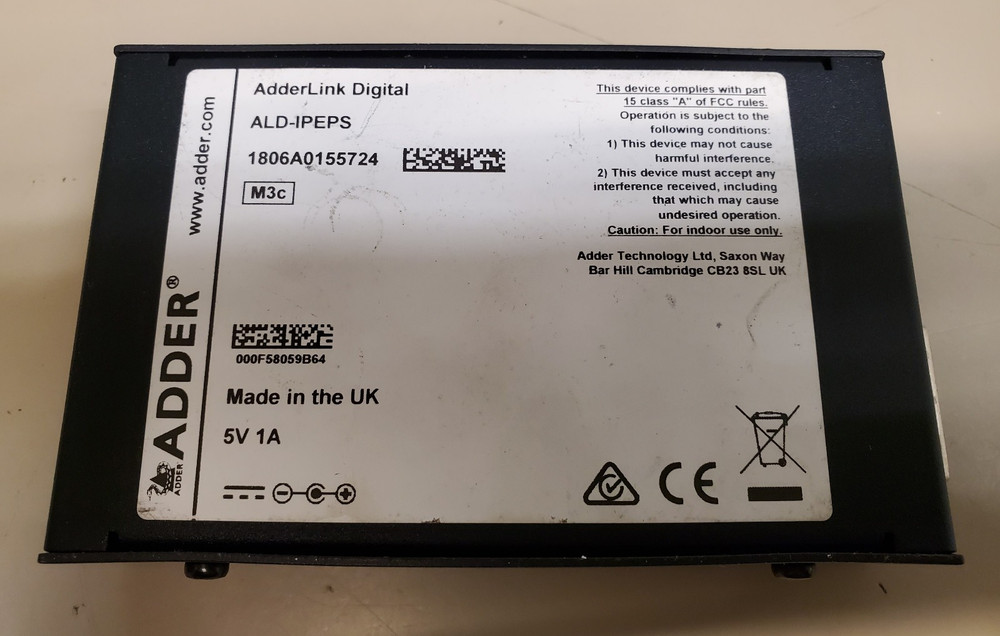 AdderLink Digital
ALD-IPEPS
1806A0155724
M3c
This device complies with part
15 class "A" of FCC rules.
Operation is subject to the
following conditions:
1) This device may not cause
harmful interference.
2) This device must accept any
interference received, including
that which may cause
undesired operation.
Caution: For indoor use only.
Adder Technology Ltd, Saxon Way
Bar Hill Cambridge CB23 8SL UK
000F58059B64
Made in the UK
5V 1A
CE
www.adder.com
ADDER®
ADDER